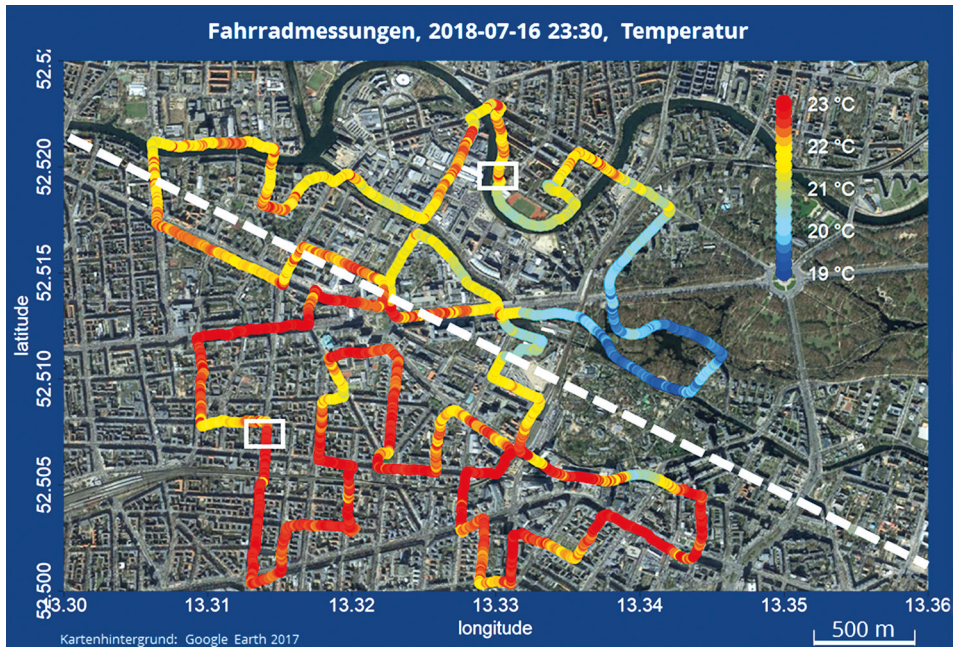 Fahrradmessungen, 2018-07-16 23:30, Temperatur
52.5
23 °C
22 °C
52.520
21 °C
20 °C
52.515
19 °C
latitude
52.510
52.505
52.500
13.30 13.31 13.32 13.33 13.34 13.35 13.36
longitude
500 m
Kartenhintergrund: Google Earth 2017